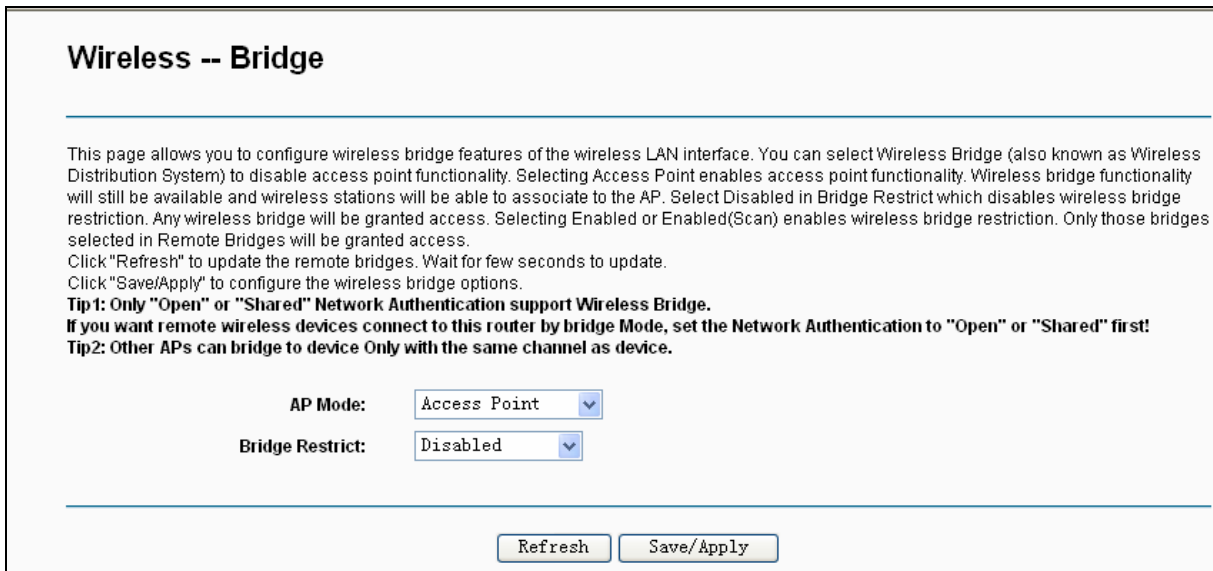 Wireless -- Bridge
This page allows you to configure wireless bridge features of the wireless LAN interface. You can select Wireless Bridge (also known as Wireless
Distribution System) to disable access point functionality. Selecting Access Point enables access point functionality. Wireless bridge functionality
will still be available and wireless stations will be able to associate to the AP. Select Disabled in Bridge Restrict which disables wireless bridge
restriction. Any wireless bridge will be granted access. Selecting Enabled or Enabled(Scan) enables wireless bridge restriction. Only those bridges
selected in Remote Bridges will be granted access.
Click "Refresh" to update the remote bridges. Wait for few seconds to update.
Click "Save/Apply" to configure the wireless bridge options.
Tip1: Only "Open" or "Shared" Network Authentication support Wireless Bridge.
If you want remote wireless devices connect to this router by bridge Mode, set the Network Authentication to "Open" or "Shared" first!
Tip2: Other APs can bridge to device Only with the same channel as device.
AP Mode: Access Point
Bridge Restrict: Disabled
Refresh Save/Apply